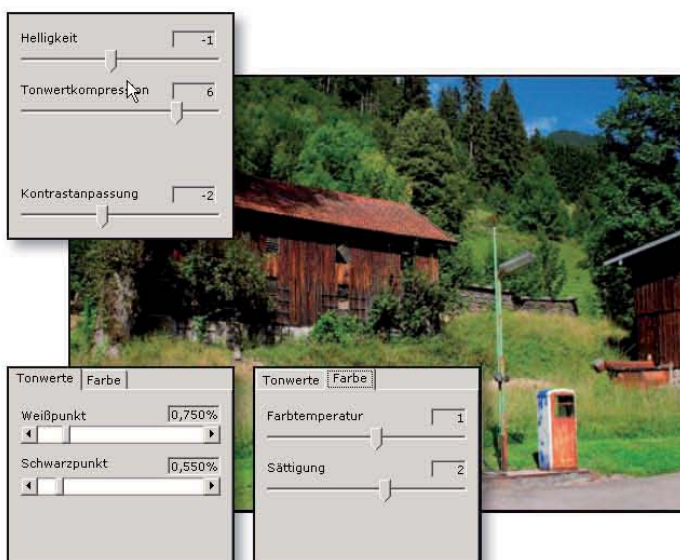 Helligkeit -1
Tonwertkompression 6
Kontrastanpassung -2
Tonwerte Farbe
Weißpunkt 0,750%
Schwarzpunkt 0,550%
Tonwerte Farbe
Farbtemperatur 1
Sättigung 2